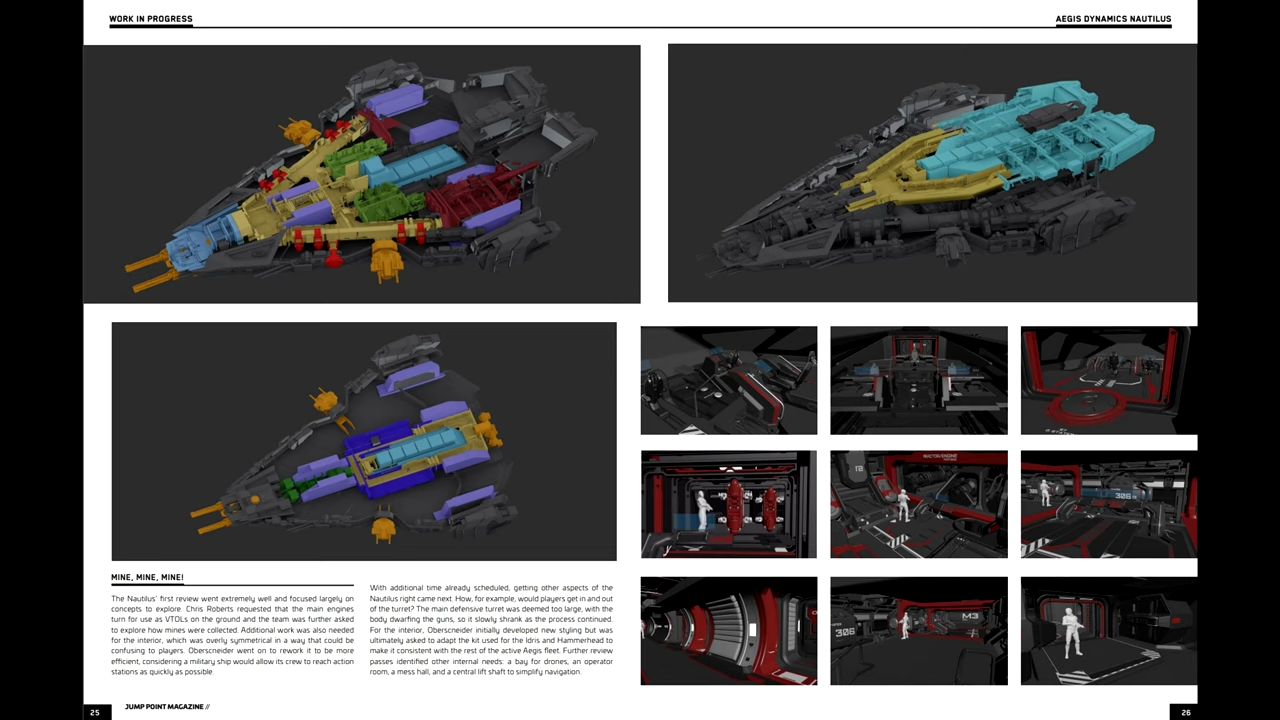 WORK IN PROGRESS
AEGIS DYNAMICS NAUTILUS
306
M3
306
MINE, MINE, MINE!
The Nautilus' first review went extremely well and focused largely on
concepts to explore. Chris Roberts requested that the main engines
turn for use as VTOLs on the ground and the team was further asked
to explore how mines were collected. Additional work was also needed
for the interior, which was overly symmetrical in a way that could be
confusing to players. Oberscneider went on to rework it to be more
efficient, considering a military ship would allow its crew to reach action
stations as quickly as possible.
With additional time already scheduled, getting other aspects of the
Nautilus right came next. How, for example, would players get in and out
of the turret? The main defensive turret was deemed too large, with the
body dwarfing the guns, so it slowly shrank as the process continued.
For the interior, Oberscneider initially developed new styling but was
ultimately asked to adapt the kit used for the Idris and Hammerhead to
make it consistent with the rest of the active Aegis fleet. Further review
passes identified other internal needs: a bay for drones, an operator
room, a mess hall, and a central lift shaft to simplify navigation.
25
JUMP POINT MAGAZINE //
26